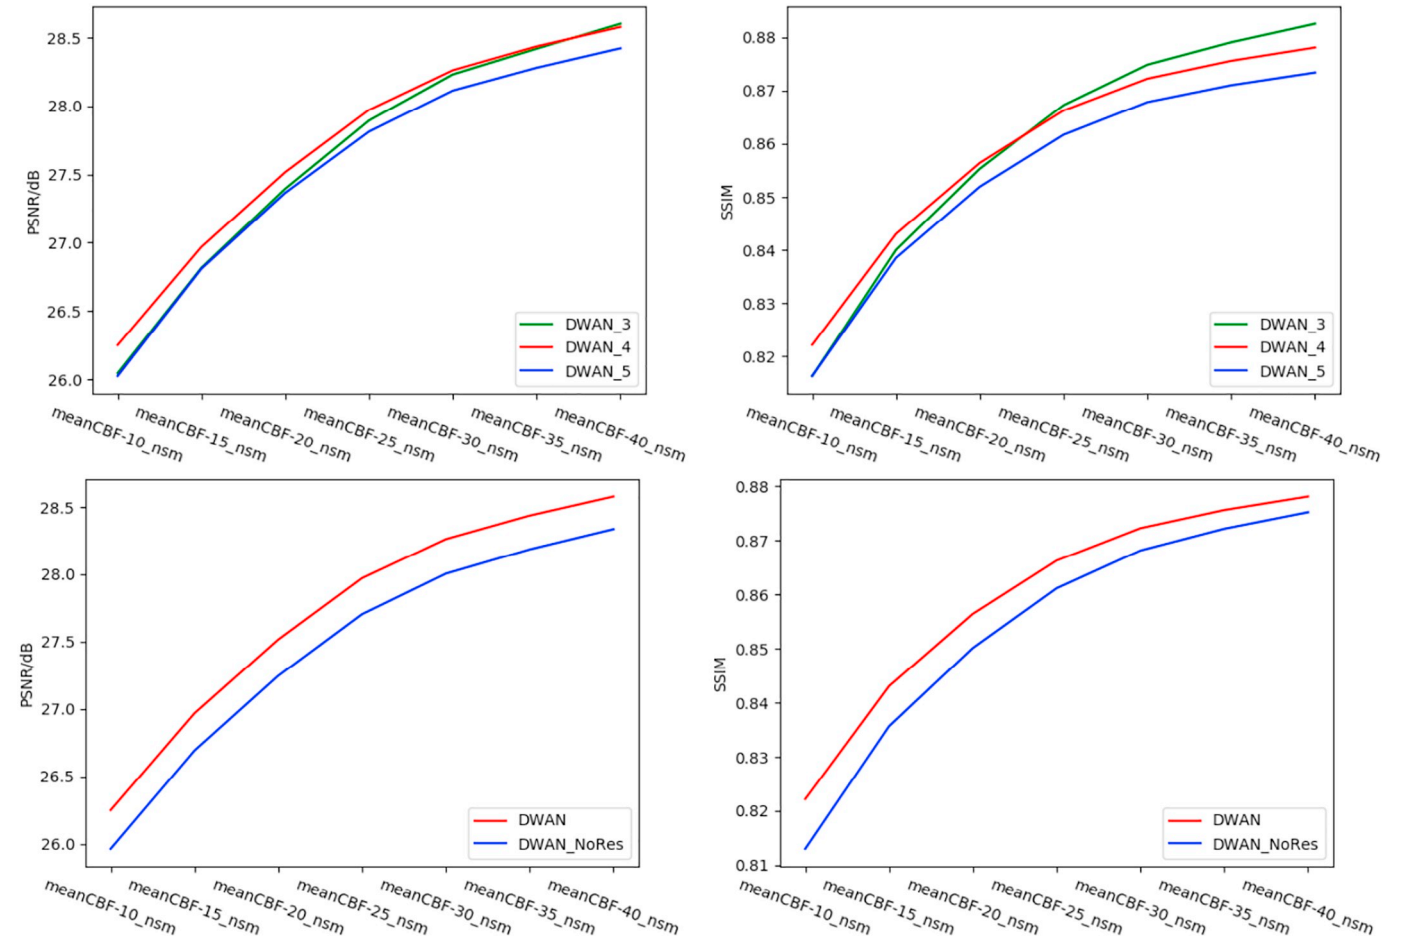 28.5
28.0
27.5
27.0
26.5
26.0
PSNR/dB
DWAN_3
DWAN_4
DWAN_5
meanCBF-10_nsm
meanCBF-15_nsm
meanCBF-20_nsm
meanCBF-25_nsm
meanCBF-30_nsm
meanCBF-35_nsm
meanCBF-40_nsm
0.88
0.87
0.86
0.85
0.84
0.83
0.82
SSIM
DWAN_3
DWAN_4
DWAN_5
meanCBF-10_nsm
meanCBF-15_nsm
meanCBF-20_nsm
meanCBF-25_nsm
meanCBF-30_nsm
meanCBF-35_nsm
meanCBF-40_nsm
28.5
28.0
27.5
27.0
26.5
26.0
PSNR/dB
DWAN
DWAN_NoRes
meanCBF-10_nsm
meanCBF-15_nsm
meanCBF-20_nsm
meanCBF-25_nsm
meanCBF-30_nsm
meanCBF-35_nsm
meanCBF-40_nsm
0.88
0.87
0.86
0.85
0.84
0.83
0.82
0.81
SSIM
DWAN
DWAN_NoRes
meanCBF-10_nsm
meanCBF-15_nsm
meanCBF-20_nsm
meanCBF-25_nsm
meanCBF-30_nsm
meanCBF-35_nsm
meanCBF-40_nsm